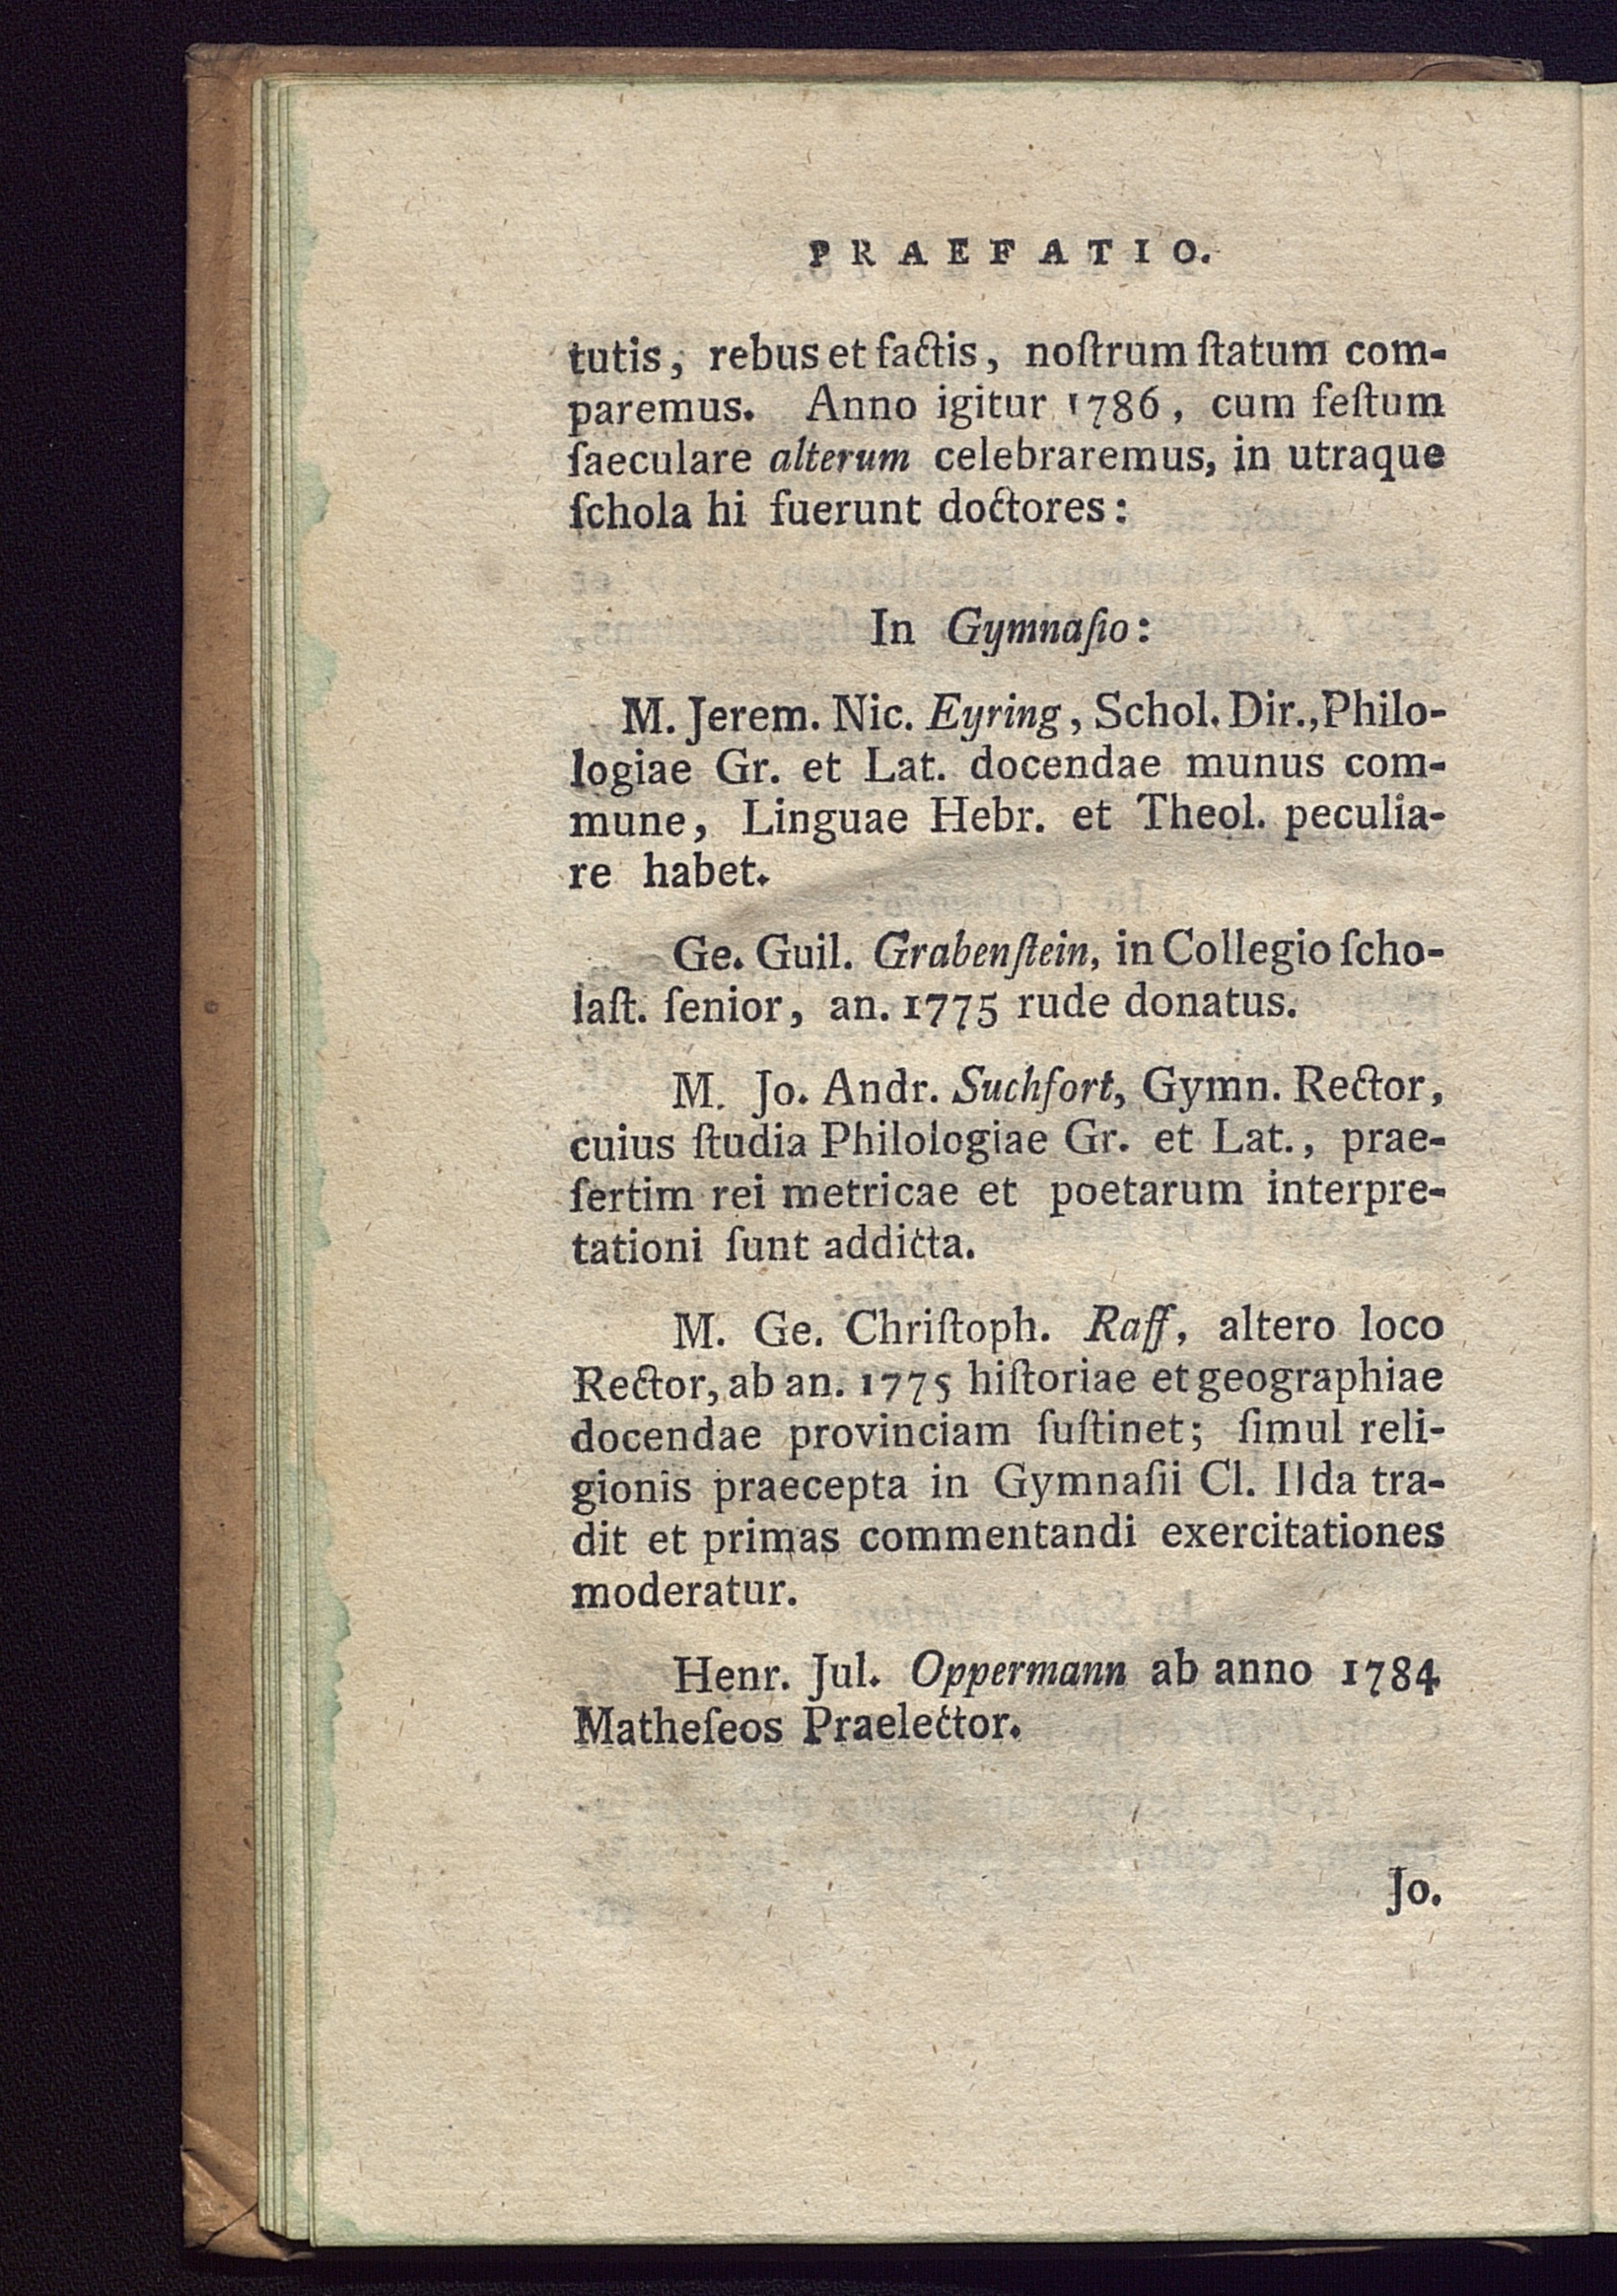 PRAEFATIO.
tutis, rebus et factis, noſtrum ſtatum com-
paremus. Anno igitur 1786, cum feſtum
ſaeculare alterum celebraremus, in utraque
ſchola hi fuerunt doctores:
In Gymnaſio:
M. Jerem. Nic. Eyring, Schol. Dir., Philo-
logiae Gr. et Lat. docendae munus com-
mune, Linguae Hebr. et Theol. peculia-
re habet.
Ge. Guil. Grabenſtein, in Collegio ſcho-
laſt. ſenior, an. 1775 rude donatus.
M. Jo. Andr. Suchfort, Gymn. Rector,
cuius ſtudia Philologiae Gr. et Lat., prae-
ſertim rei metricae et poetarum interpre-
tationi ſunt addicta.
M. Ge. Chriſtoph. Raff, altero loco
Rector, ab an. 1775 hiſtoriae et geographiae
docendae provinciam ſuſtinet; ſimul reli-
gionis praecepta in Gymnaſii Cl. IIda tra-
dit et primas commentandi exercitationes
moderatur.
Henr. Jul. Oppermann ab anno 1784
Matheſeos Praelector.
Jo.